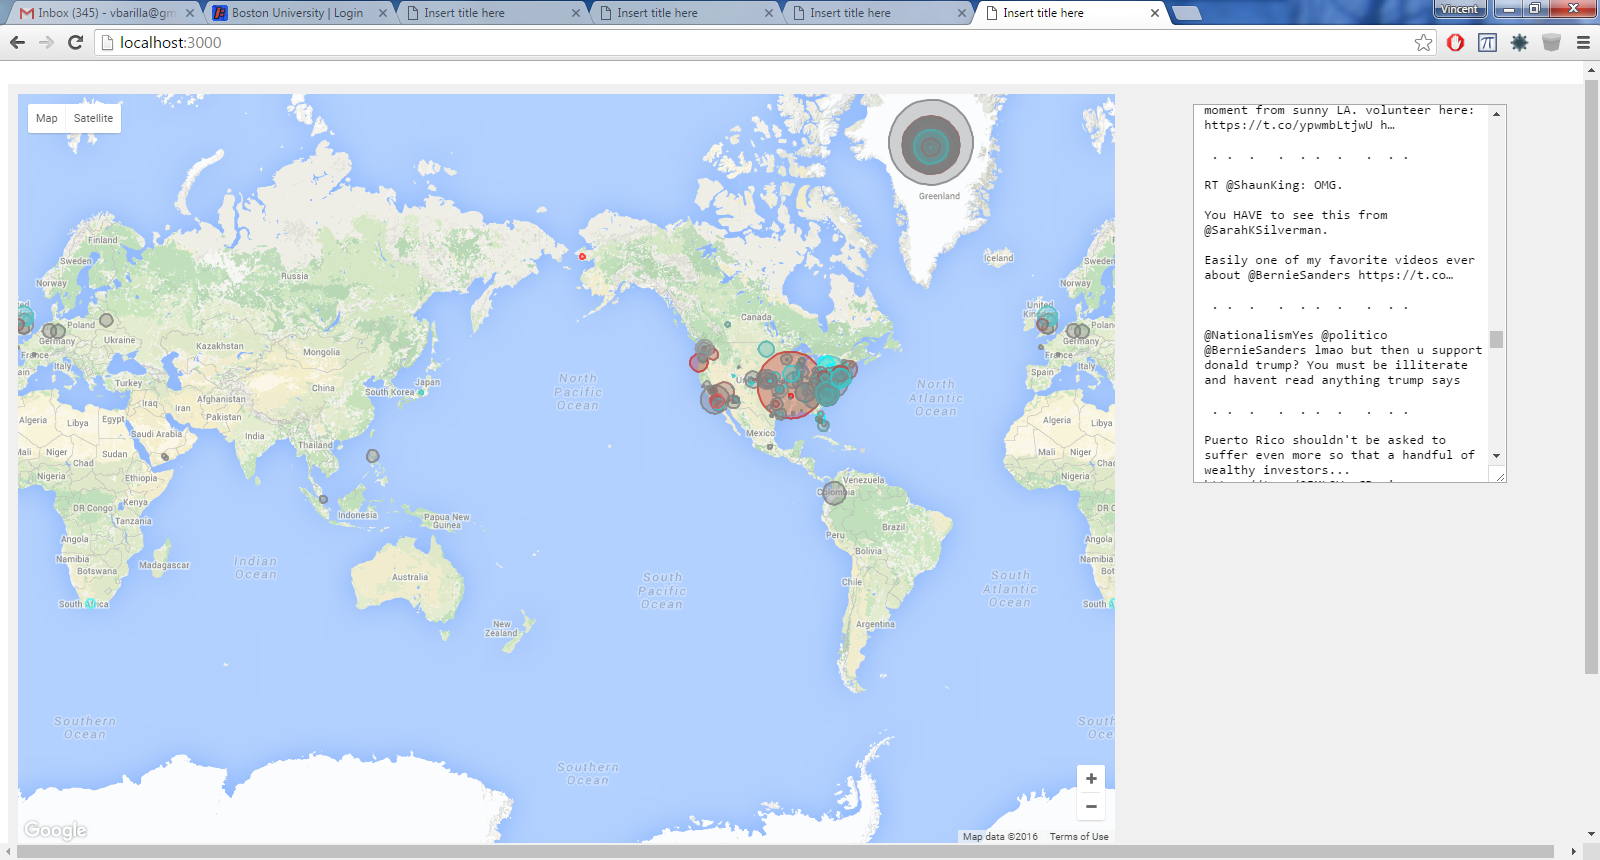 Inbox (345) - vbarilla@gm
Boston University | Login
Insert title here
Insert title here
Insert title here
Insert title here
Vincent
localhost:3000
Map
Satellite
Greenland
Iceland
Finland
Sweden
Norway
Russia
Canada
Sweden
Norway
United
Kingdom
Poland
Germany
Ukraine
Kazakhstan
Mongolia
Italy
Turkey
China
Japan
South Korea
North
Pacific
Ocean
North
Atlantic
Ocean
Iraq
Iran
Afghanistan
Pakistan
Algeria
Libya
Egypt
Saudi Arabia
India
Thailand
Mexico
Algeria
Libya
Mali
Niger
Chad
Sudan
Ethiopia
Nigeria
Kenya
DR Congo
Tanzania
Indonesia
Papua New
Guinea
Venezuela
Colombia
Brazil
Peru
Bolivia
Mali
Niger
Nigeria
DR C
Angola
Namibia
Botswana
Madagascar
Indian
Ocean
Australia
South
Pacific
Ocean
Chile
South
Atlantic
Ocean
Angola
Namibia
Bot
South Africa
South
New
Zealand
Argentina
Southern
Ocean
Southern
Ocean
South
Oce
Google
Map data ©2016
Terms of Use
moment from sunny LA. volunteer here:
https://t.co/ypwmbLtjwU h…
. . . . . . . . . .
RT @ShaunKing: OMG.
You HAVE to see this from
@SarahKSilverman.
Easily one of my favorite videos ever
about @BernieSanders https://t.co…
. . . . . . . . . .
@NationalismYes @politico
@BernieSanders lmao but then u support
donald trump? You must be illiterate
and havent read anything trump says
. . . . . . . . . .
Puerto Rico shouldn't be asked to
suffer even more so that a handful of
wealthy investors...